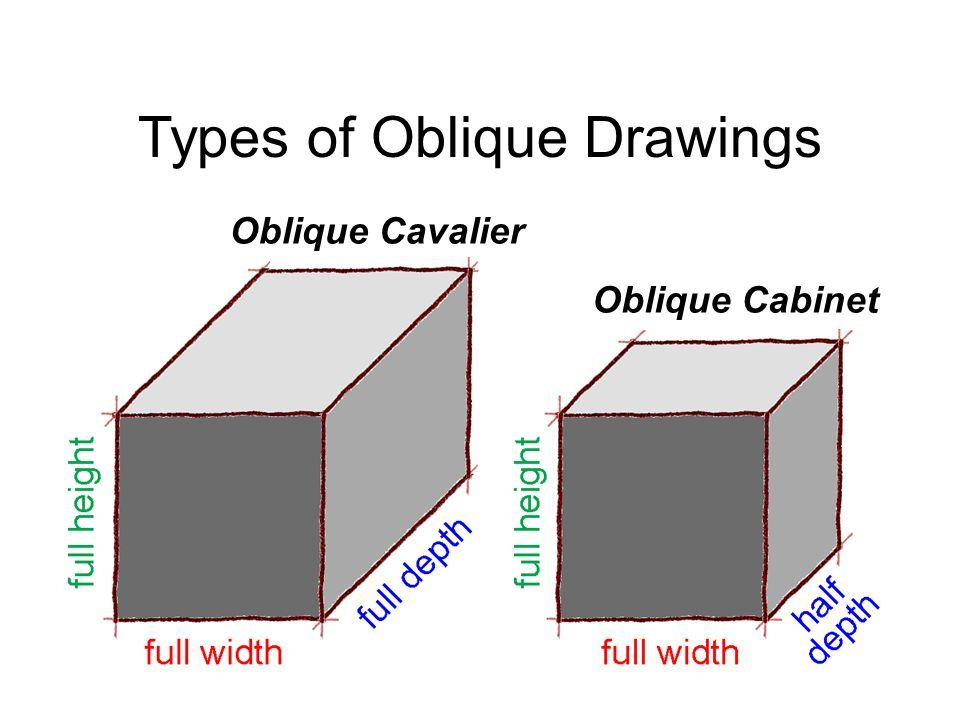 Types of Oblique Drawings
Oblique Cavalier
full height
full depth
full width
Oblique Cabinet
full height
half
depth
full width